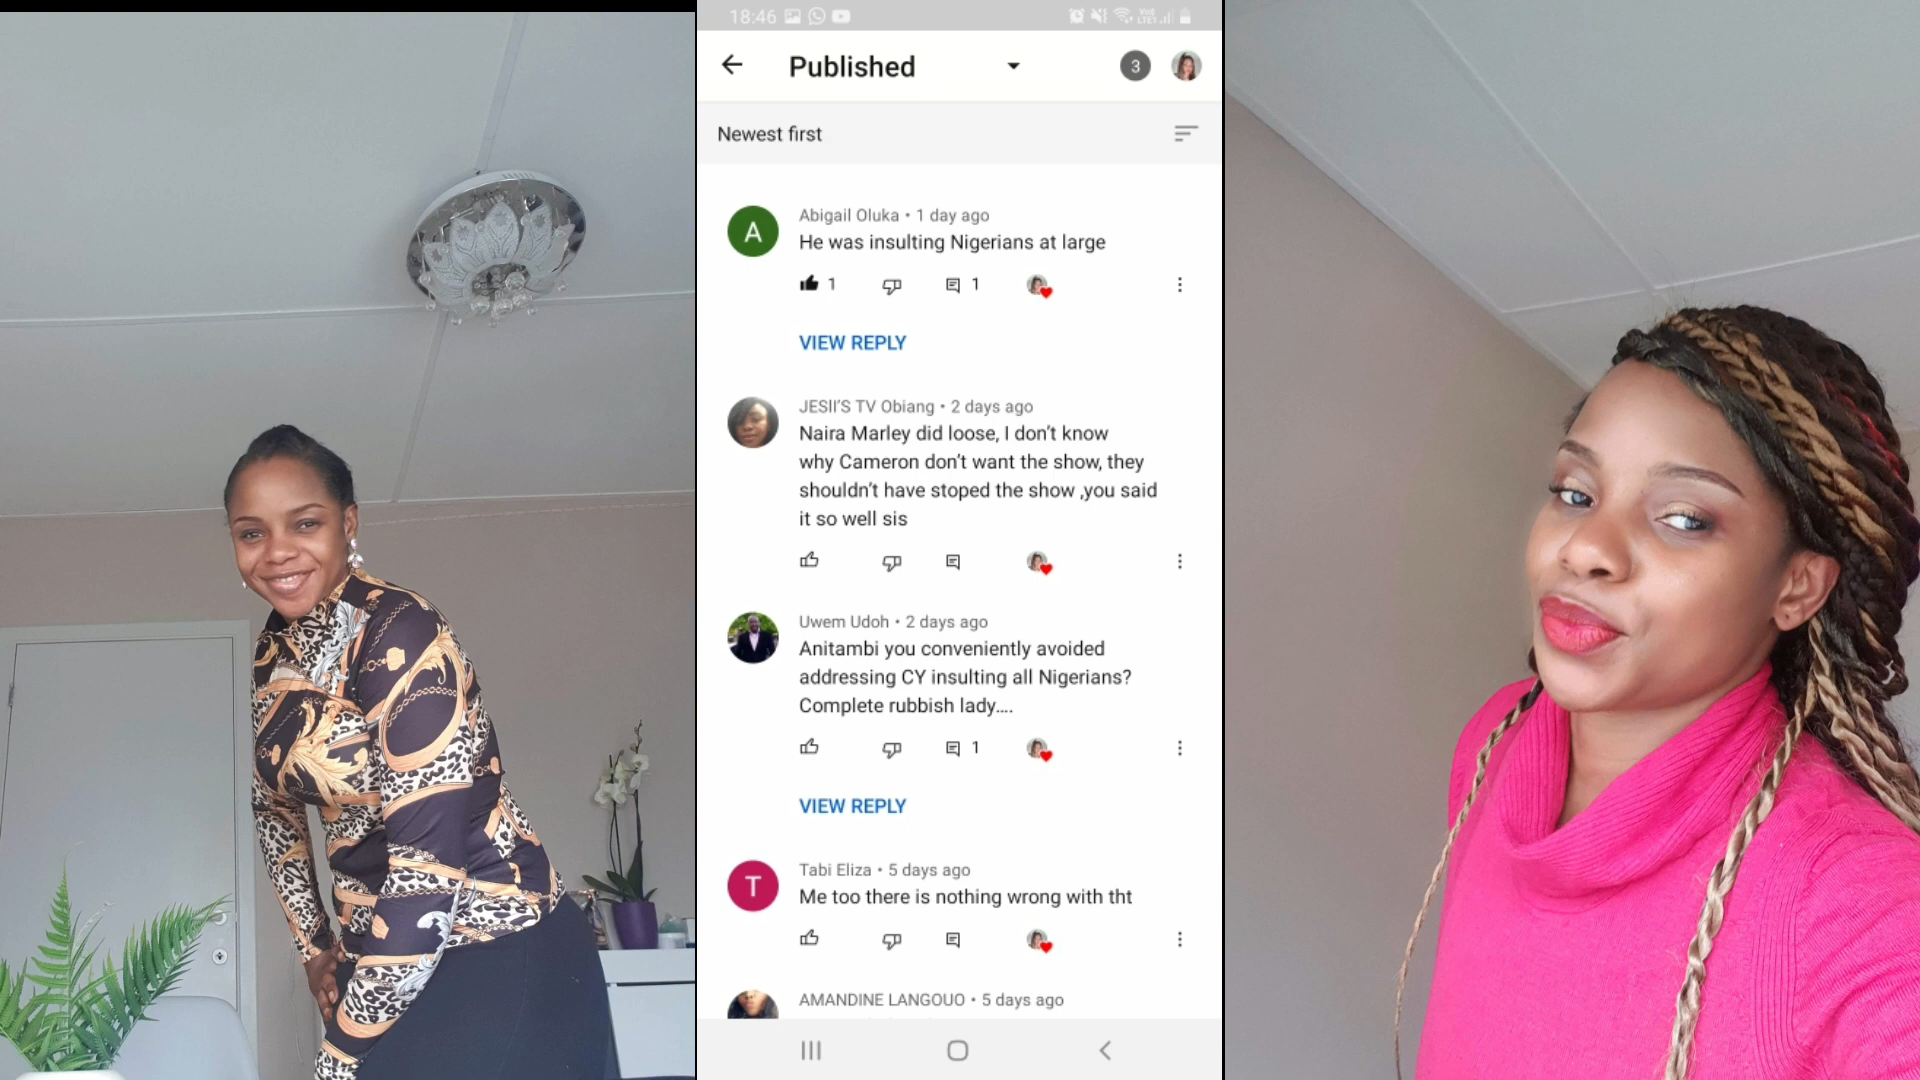 18:46
Published
3
Newest first
A
Abigail Oluka • 1 day ago
He was insulting Nigerians at large
1
1
VIEW REPLY
JESII'S TV Obiang • 2 days ago
Naira Marley did loose, I don't know
why Cameron don't want the show, they
shouldn't have stoped the show ,you said
it so well sis
Uwem Udoh • 2 days ago
Anitambi you conveniently avoided
addressing CY insulting all Nigerians?
Complete rubbish lady....
1
VIEW REPLY
T
Tabi Eliza • 5 days ago
Me too there is nothing wrong with tht
AMANDINE LANGOUO • 5 days ago